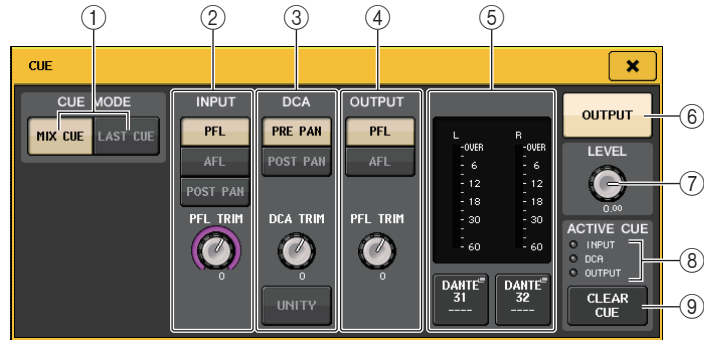 ① ② ③ ④ ⑤
CUE
×
CUE MODE
MIX CUE LAST CUE
INPUT
PFL
AFL
POST PAN
PFL TRIM
0
DCA
PRE PAN
POST PAN
DCA TRIM
0
UNITY
OUTPUT
PFL
AFL
PFL TRIM
0
L R
-OVER -OVER
- 6 - 6
- 12 - 12
- 18 - 18
- 30 - 30
- 60 - 60
DANTE 31 ----
DANTE 32 ----
OUTPUT ⑥
LEVEL
⑦
0.00
ACTIVE CUE
INPUT
DCA ⑧
OUTPUT
CLEAR CUE ⑨